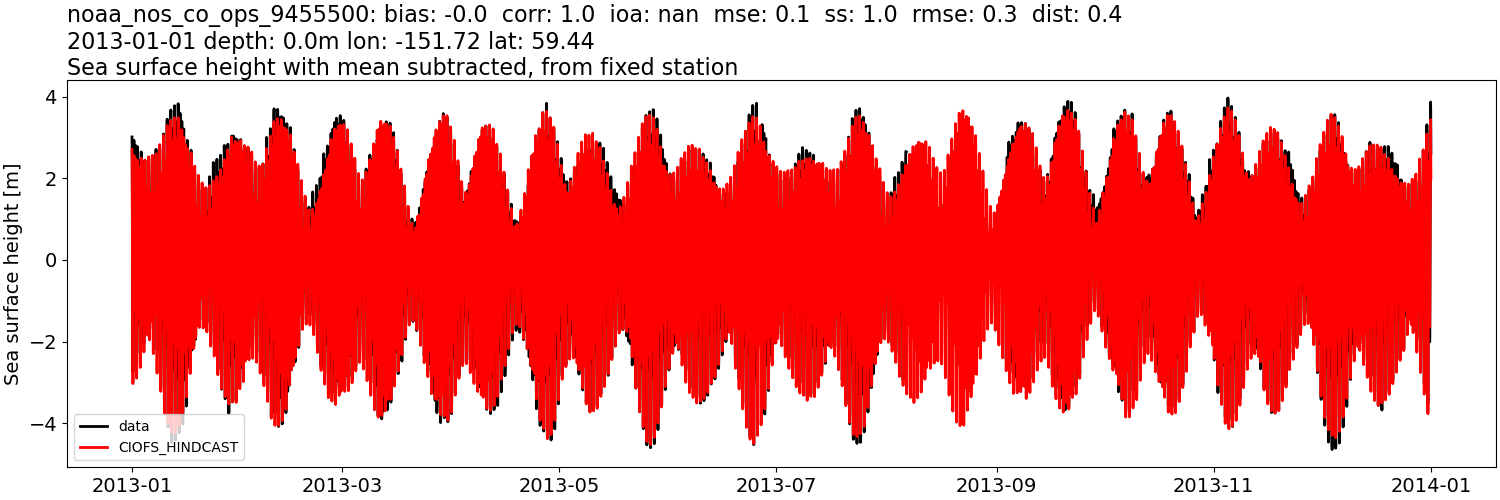 noaa_nos_co_ops_9455500: bias: -0.0  corr: 1.0  ioa: nan  mse: 0.1  ss: 1.0  rmse: 0.3  dist: 0.4
2013-01-01 depth: 0.0m lon: -151.72 lat: 59.44
Sea surface height with mean subtracted, from fixed station
Sea surface height [m]
4
2
0
−2
−4
data
CIOFS_HINDCAST
2013-01
2013-03
2013-05
2013-07
2013-09
2013-11
2014-01